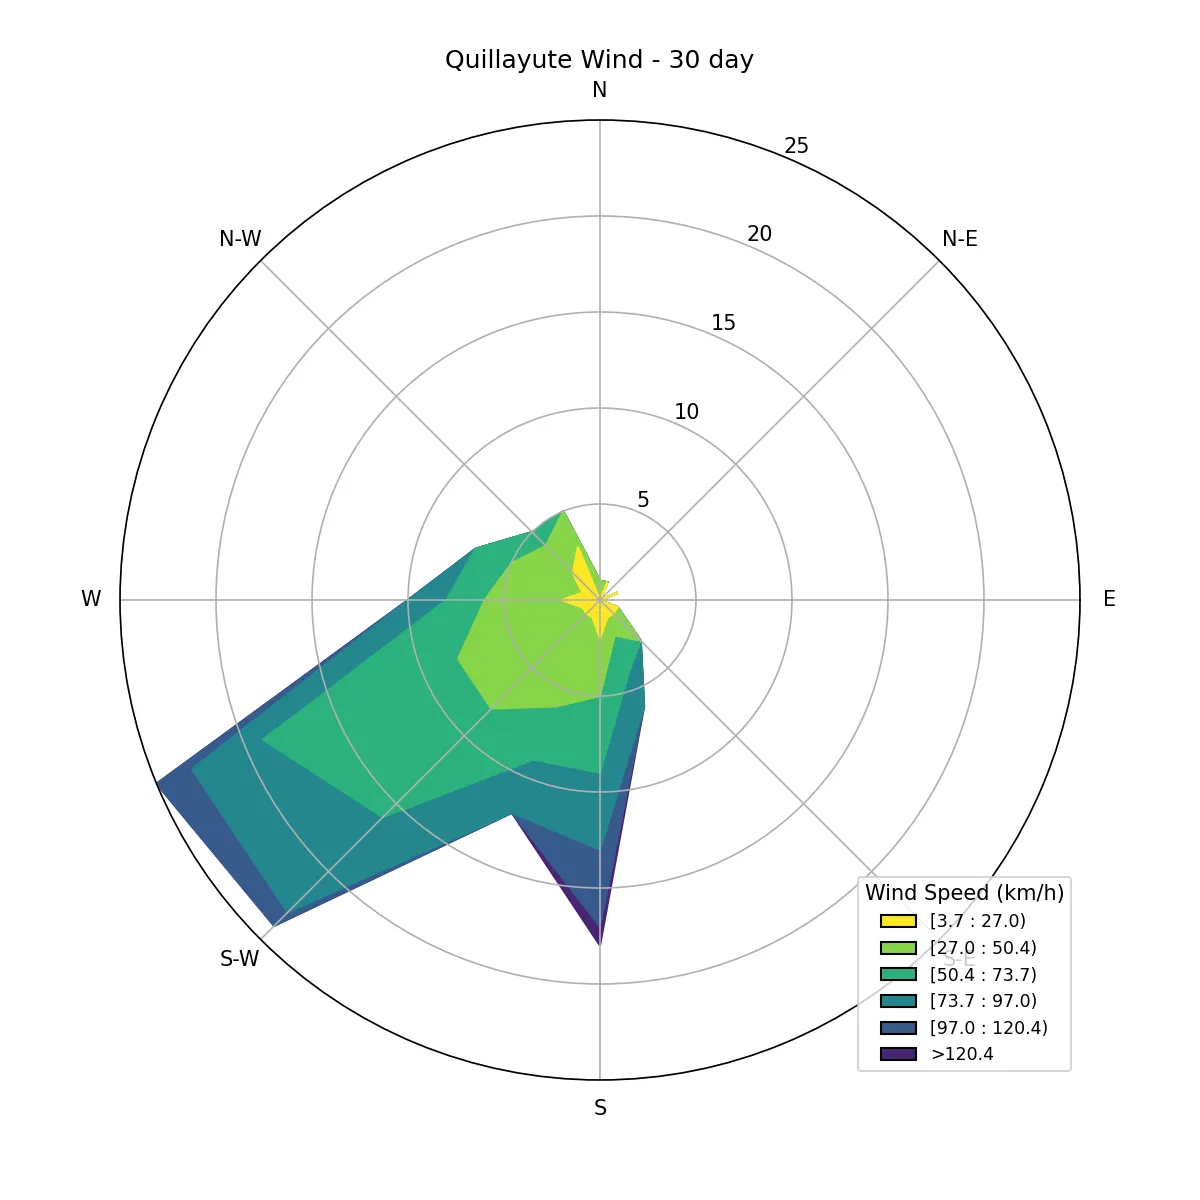 Quillayute Wind - 30 day
N
25
N-W
N-E
20
15
10
5
W
E
S-W
S-E
Wind Speed (km/h)
[3.7 : 27.0)
[27.0 : 50.4)
[50.4 : 73.7)
[73.7 : 97.0)
[97.0 : 120.4)
>120.4
S